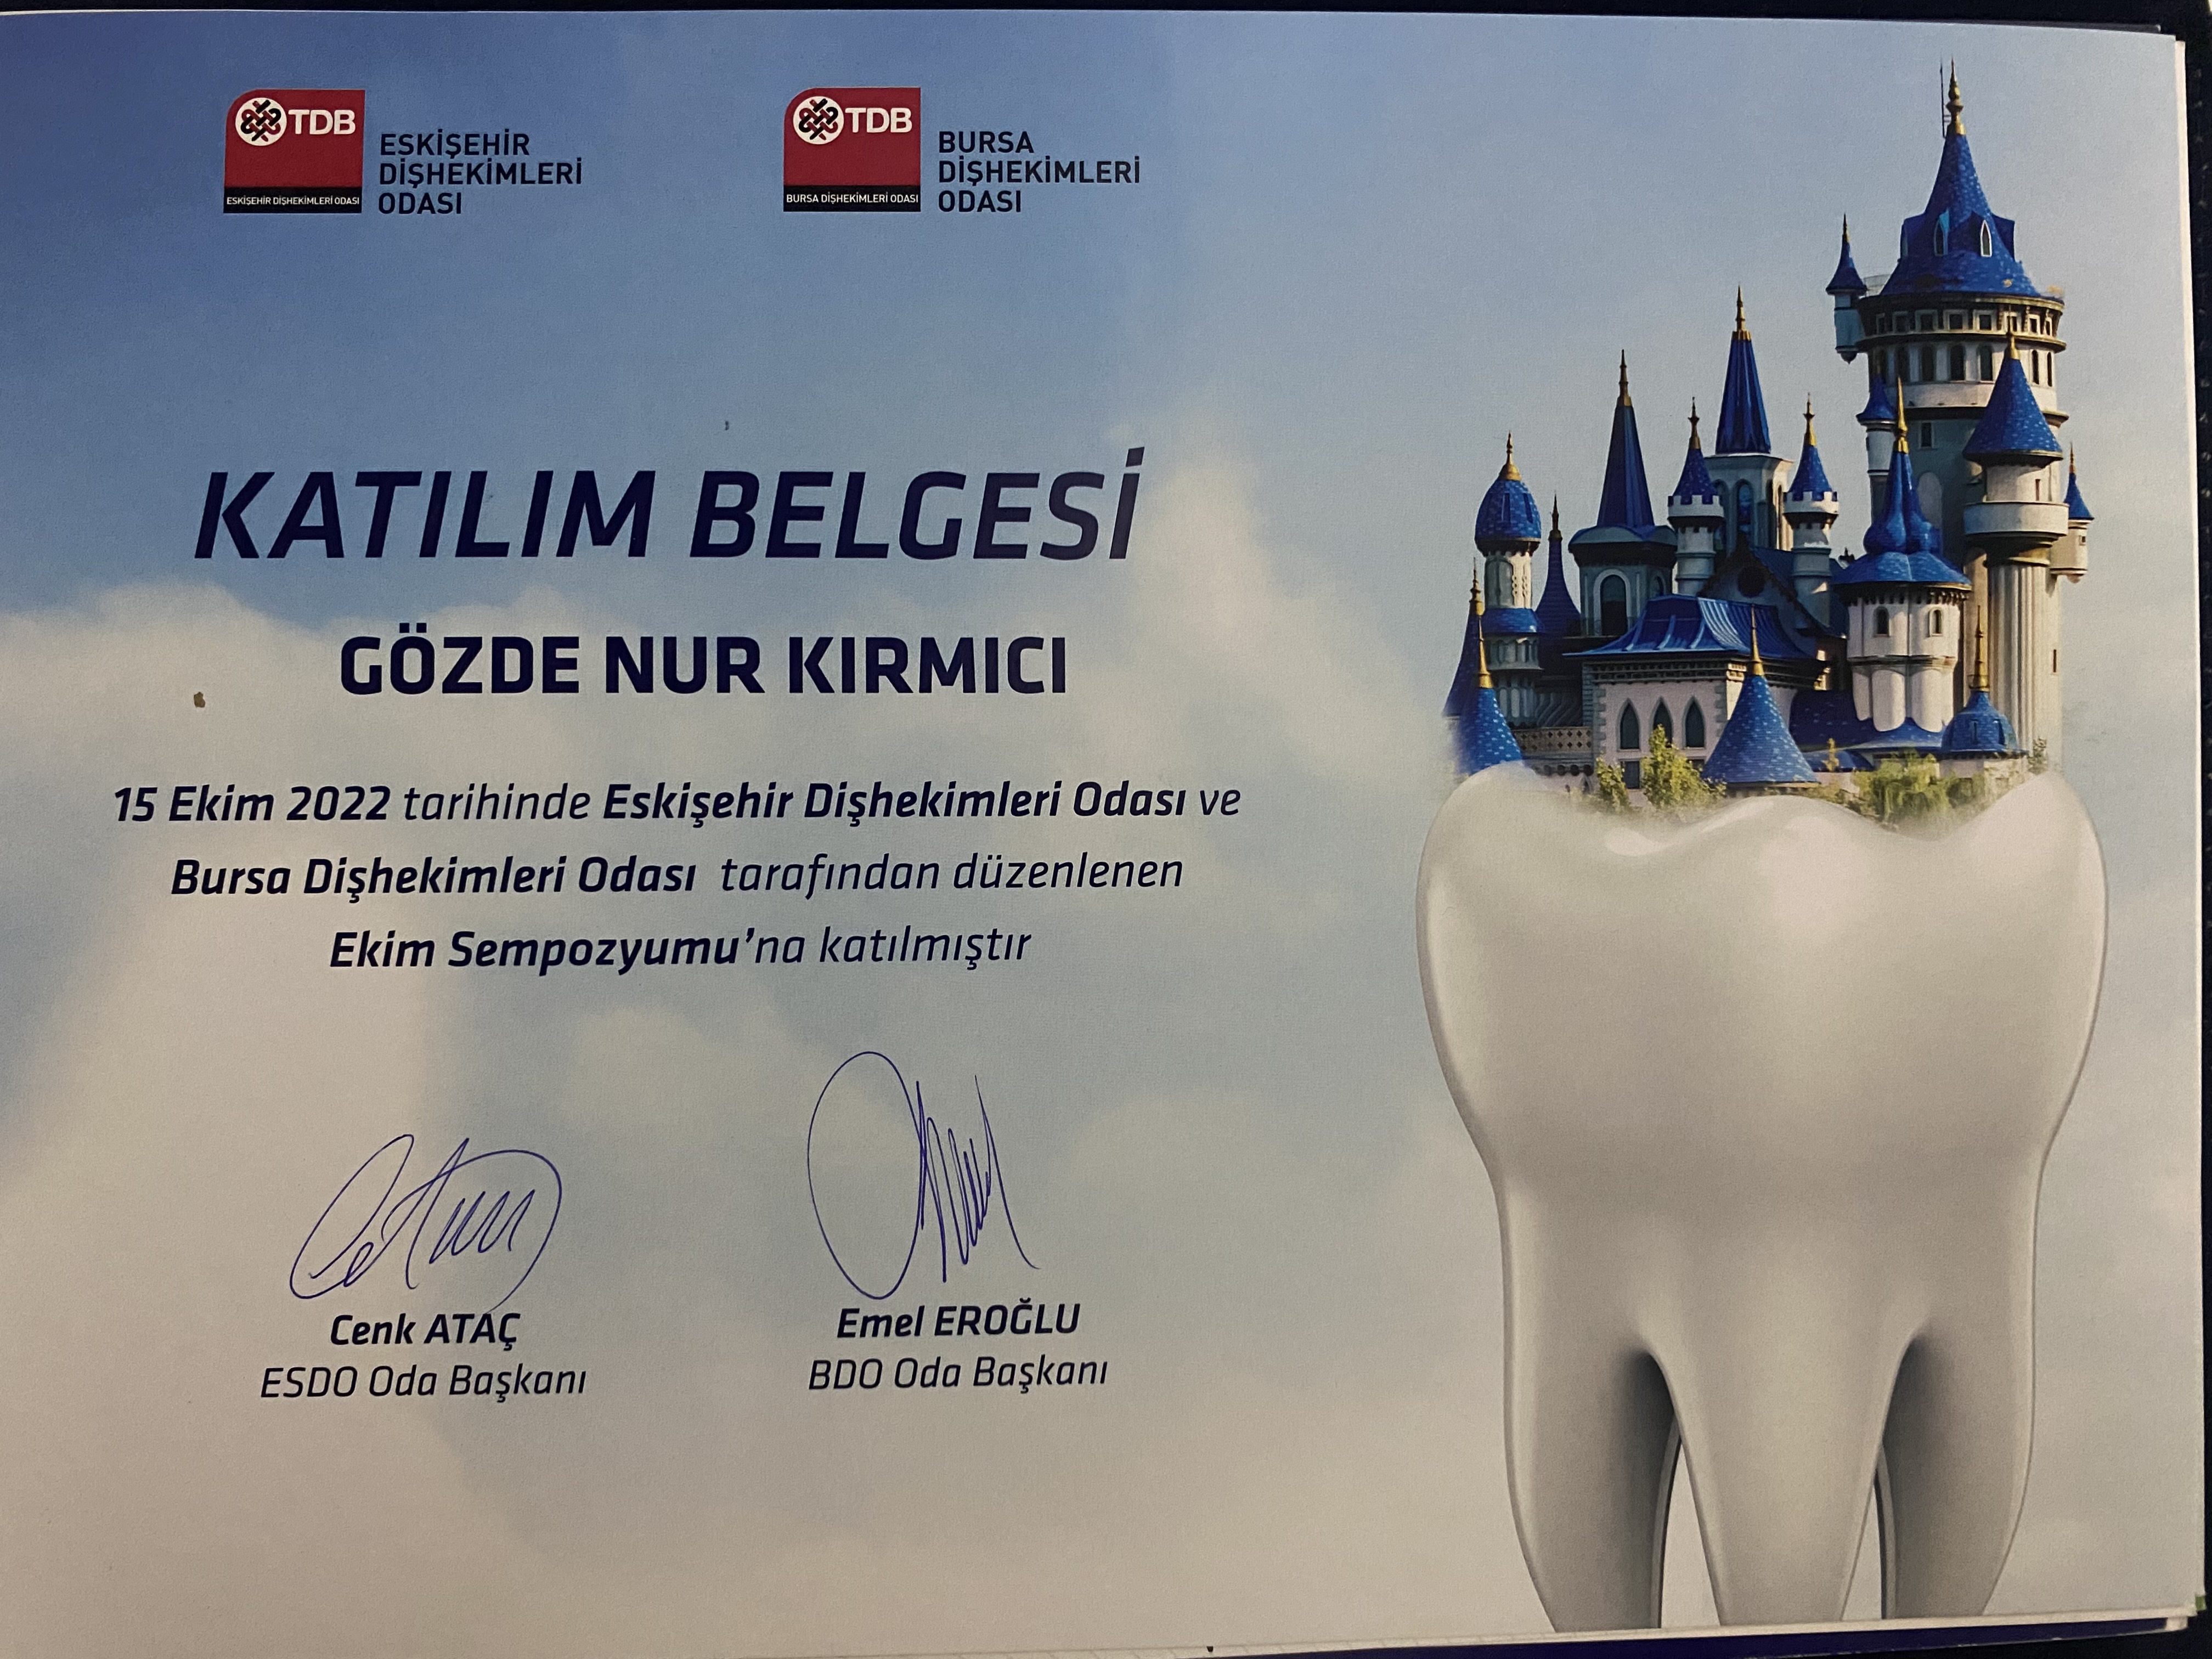 TDB
ESKİŞEHİR DİŞHEKİMLERİ ODASI
ESKİŞEHİR
DİŞHEKİMLERİ
ODASI
TDB
BURSA DİŞHEKİMLERİ ODASI
BURSA
DİŞHEKİMLERİ
ODASI
KATILIM BELGESİ
GÖZDE NUR KIRMICI
15 Ekim 2022 tarihinde Eskişehir Dişhekimleri Odası ve
Bursa Dişhekimleri Odası tarafından düzenlenen
Ekim Sempozyumu'na katılmıştır
Cenk ATAÇ
ESDO Oda Başkanı
Emel EROĞLU
BDO Oda Başkanı